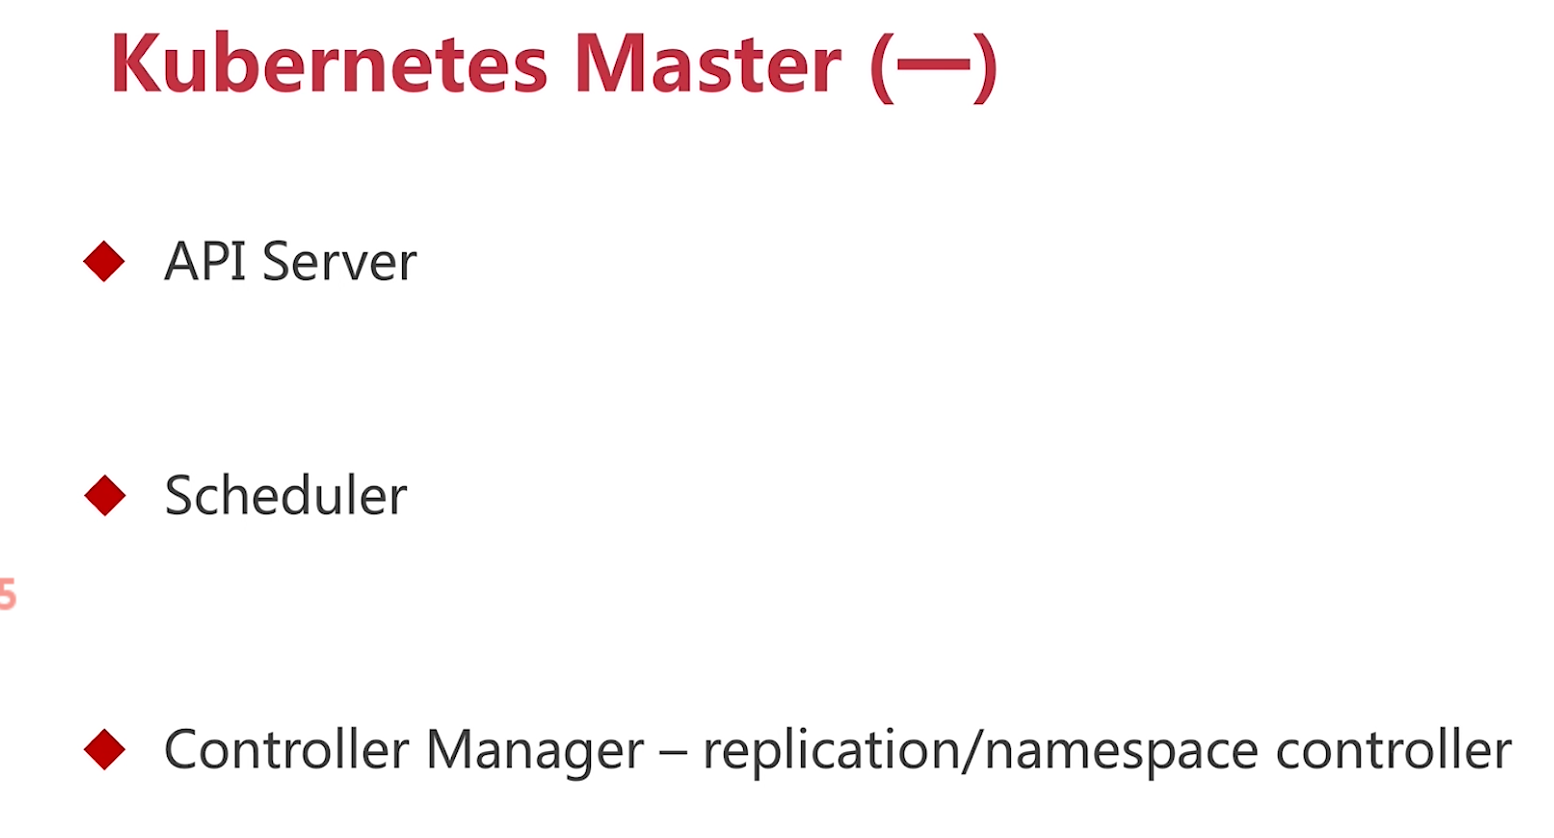 Kubernetes Master (一)
API Server
Scheduler
5
Controller Manager – replication/namespace controller